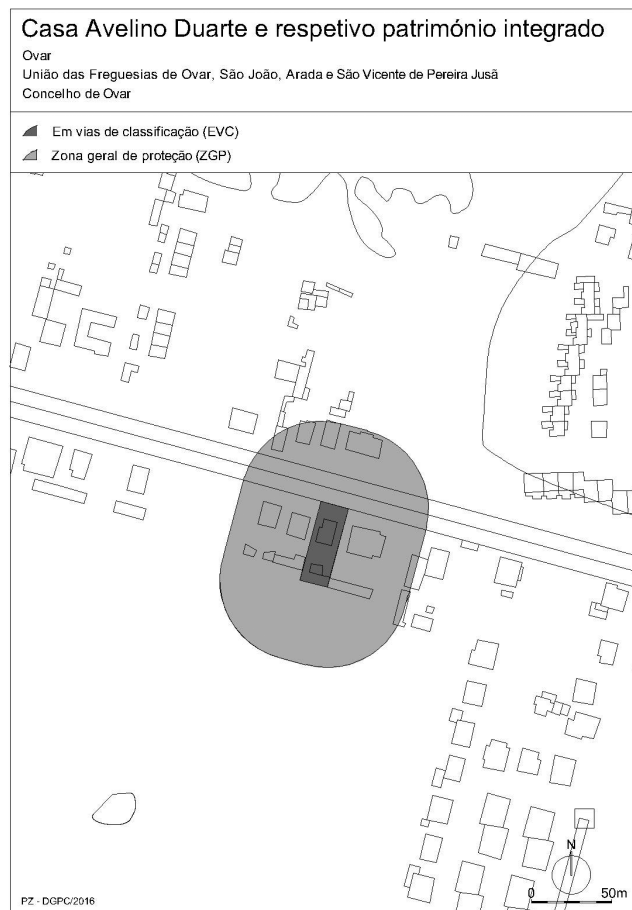 Casa Avelino Duarte e respetivo património integrado
Ovar
União das Freguesias de Ovar, São João, Arada e São Vicente de Pereira Jusã
Concelho de Ovar
Em vias de classificação (EVC)
Zona geral de proteção (ZGP)
N
0 50m
PZ - DGPC/2016